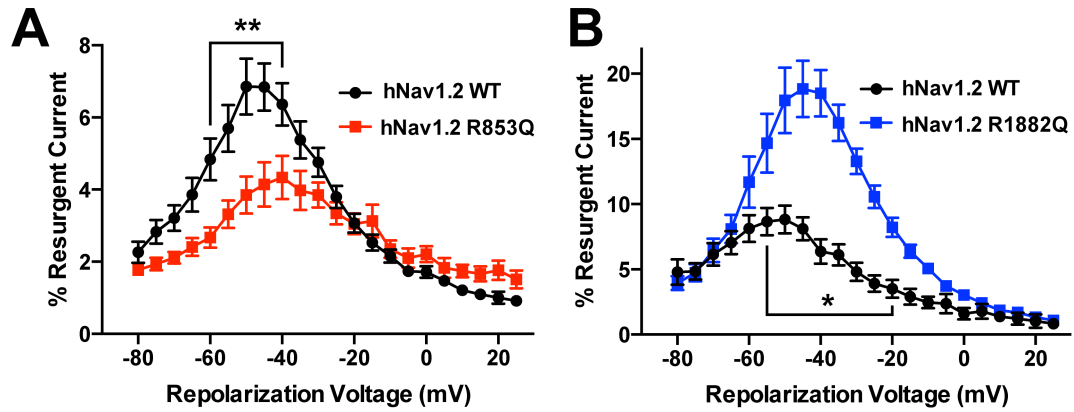 A
**
8
6
4
2
0
% Resurgent Current
hNav1.2 WT
hNav1.2 R853Q
-80 -60 -40 -20 0 20
Repolarization Voltage (mV)
B
20
15
10
5
0
% Resurgent Current
hNav1.2 WT
hNav1.2 R1882Q
*
-80 -60 -40 -20 0 20
Repolarization Voltage (mV)